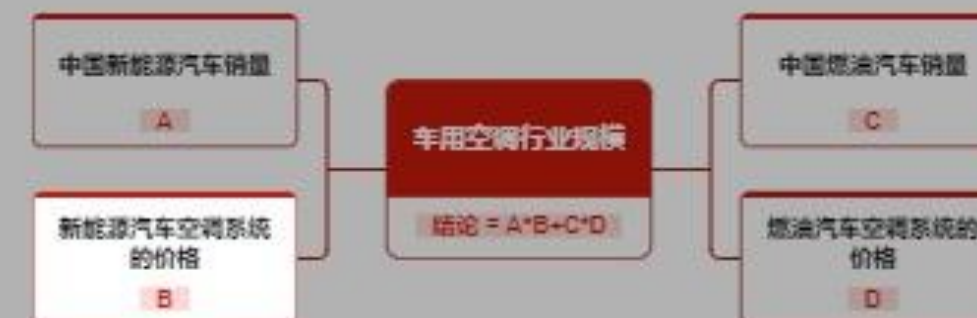 中国新能源汽车销量
A
新能源汽车空调系统
的价格
B
车用空调行业规模
结论 = A*B+C*D
中国燃油汽车销量
C
燃油汽车空调系统的
价格
D